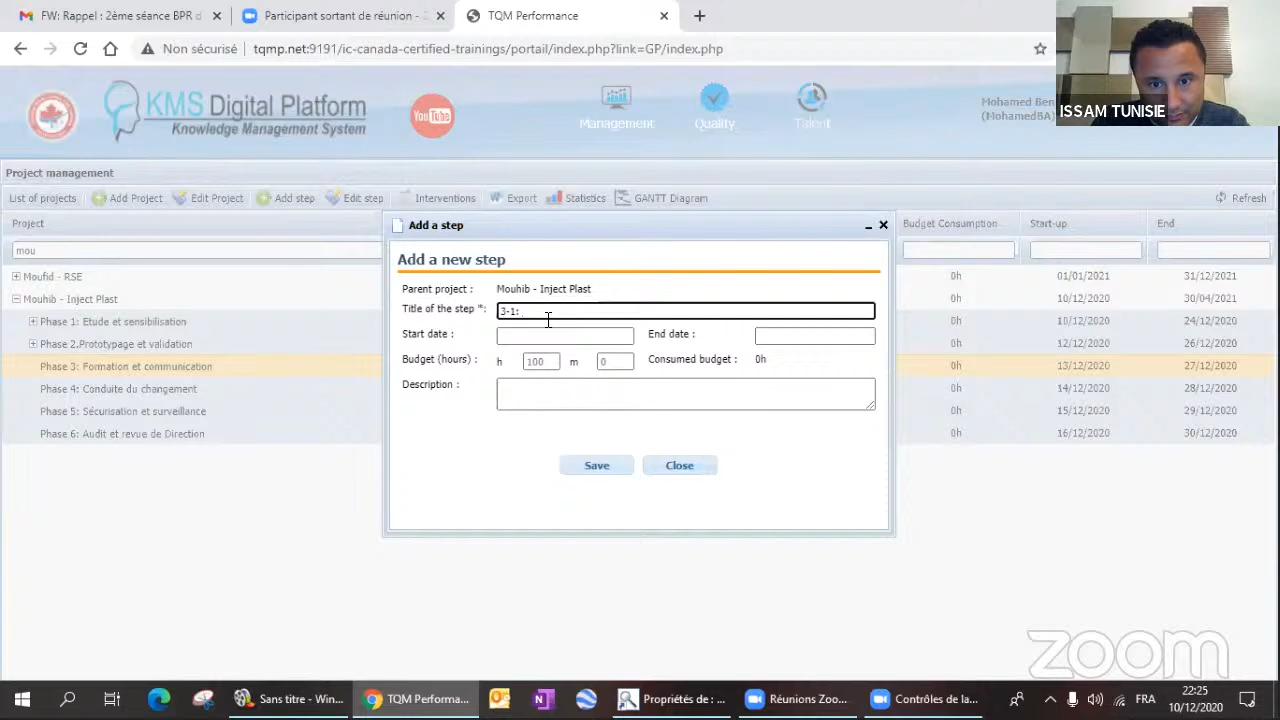 FW: Rappel : 2ème séance BPR d
Participant sortant de réunion - 2
TQM Performance
Non sécurisé
tqmp.net:9191/ic-canada-certified-trainings/portail/index.php?link=GP/index.php
KMS Digital Platform
Knowledge Management System
You Tube
Management
Quality
Talent
Mohamed Ben
(MohamedBA)
ISSAM TUNISIE
Project management
List of projects
Add Project
Edit Project
Add step
Edit step
Interventions
Export
Statistics
GANTT Diagram
Refresh
Project
Budget Consumption
Start-up
End
mou
Moufid - RSE 0h 01/01/2021 31/12/2021
Mouhib - Inject Plast 0h 10/12/2020 30/04/2021
Phase 1: Etude et sensibilisation 0h 10/12/2020 24/12/2020
Phase 2.Prototypage et validation 0h 12/12/2020 26/12/2020
Phase 3: Formation et communication 0h 13/12/2020 27/12/2020
Phase 4: Conduite du changement 0h 14/12/2020 28/12/2020
Phase 5: Sécurisation et surveillance 0h 15/12/2020 29/12/2020
Phase 6: Audit et revue de Direction 0h 16/12/2020 30/12/2020
Add a step
Add a new step
Parent project : Mouhib - Inject Plast
Title of the step *: 3-1:
Start date : End date :
Budget (hours) : h 100 m 0 Consumed budget : 0h
Description :
Save Close
zoom
Sans titre - Win...
TQM Performa...
Propriétés de : ...
Réunions Zoo...
Contrôles de la...
FRA
22:25
10/12/2020